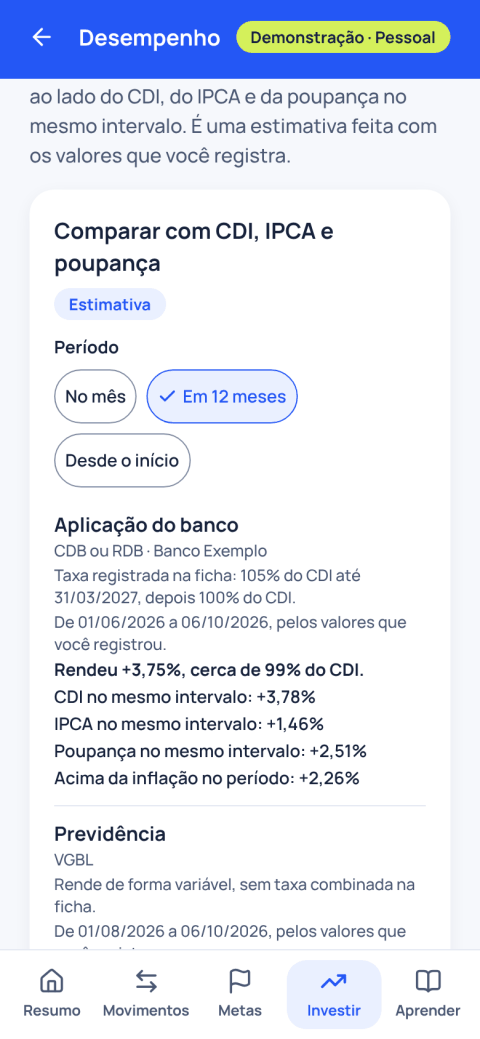 Desempenho
Demonstração · Pessoal
ao lado do CDI, do IPCA e da poupança no
mesmo intervalo. É uma estimativa feita com
os valores que você registra.
Comparar com CDI, IPCA e
poupança
Estimativa
Período
No mês
Em 12 meses
Desde o início
Aplicação do banco
CDB ou RDB · Banco Exemplo
Taxa registrada na ficha: 105% do CDI até
31/03/2027, depois 100% do CDI.
De 01/06/2026 a 06/10/2026, pelos valores que
você registrou.
Rendeu +3,75%, cerca de 99% do CDI.
CDI no mesmo intervalo: +3,78%
IPCA no mesmo intervalo: +1,46%
Poupança no mesmo intervalo: +2,51%
Acima da inflação no período: +2,26%
Previdência
VGBL
Rende de forma variável, sem taxa combinada na
ficha.
De 01/08/2026 a 06/10/2026, pelos valores que
Resumo
Movimentos
Metas
Investir
Aprender